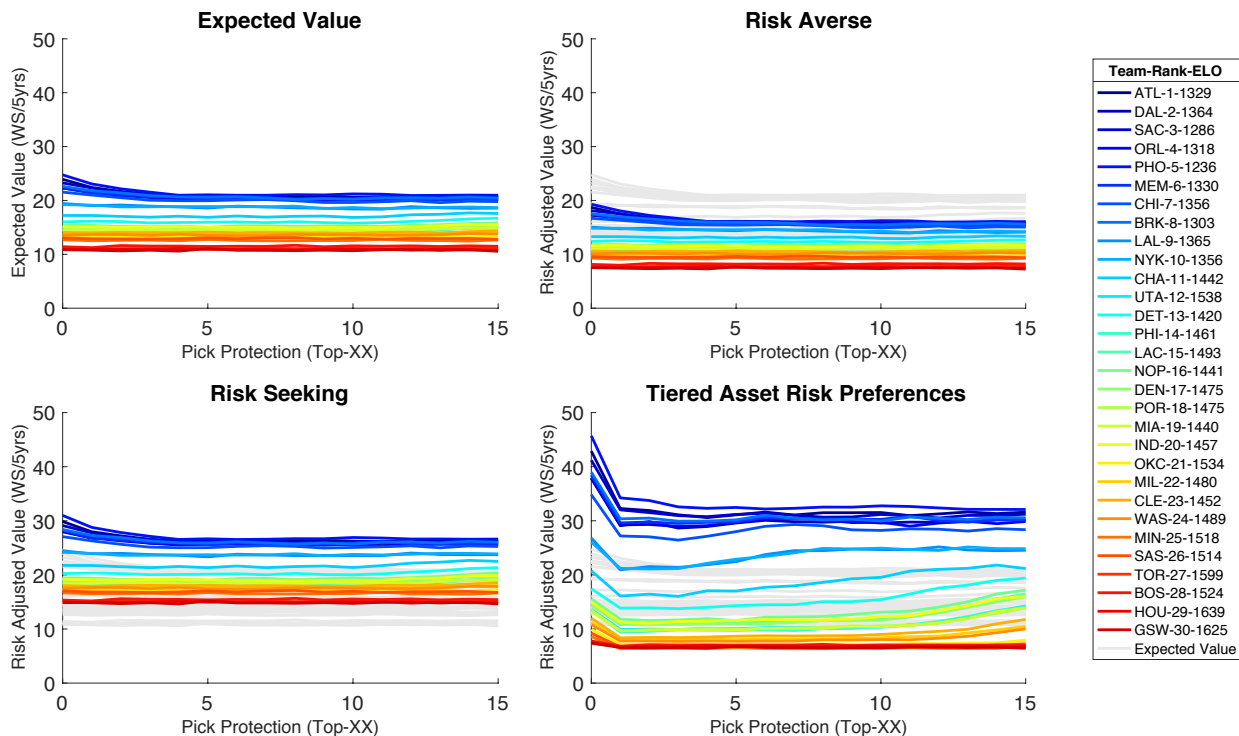 Expected Value
Expected Value (WS/5yrs)
50
40
30
20
10
0
0 5 10 15
Pick Protection (Top-XX)
Risk Averse
Risk Adjusted Value (WS/5yrs)
50
40
30
20
10
0
0 5 10 15
Pick Protection (Top-XX)
Risk Seeking
Risk Adjusted Value (WS/5yrs)
50
40
30
20
10
0
0 5 10 15
Pick Protection (Top-XX)
Tiered Asset Risk Preferences
Risk Adjusted Value (WS/5yrs)
50
40
30
20
10
0
0 5 10 15
Pick Protection (Top-XX)
Team-Rank-ELO
ATL-1-1329
DAL-2-1364
SAC-3-1286
ORL-4-1318
PHO-5-1236
MEM-6-1330
CHI-7-1356
BRK-8-1303
LAL-9-1365
NYK-10-1356
CHA-11-1442
UTA-12-1538
DET-13-1420
PHI-14-1461
LAC-15-1493
NOP-16-1441
DEN-17-1475
POR-18-1475
MIA-19-1440
IND-20-1457
OKC-21-1534
MIL-22-1480
CLE-23-1452
WAS-24-1489
MIN-25-1518
SAS-26-1514
TOR-27-1599
BOS-28-1524
HOU-29-1639
GSW-30-1625
Expected Value